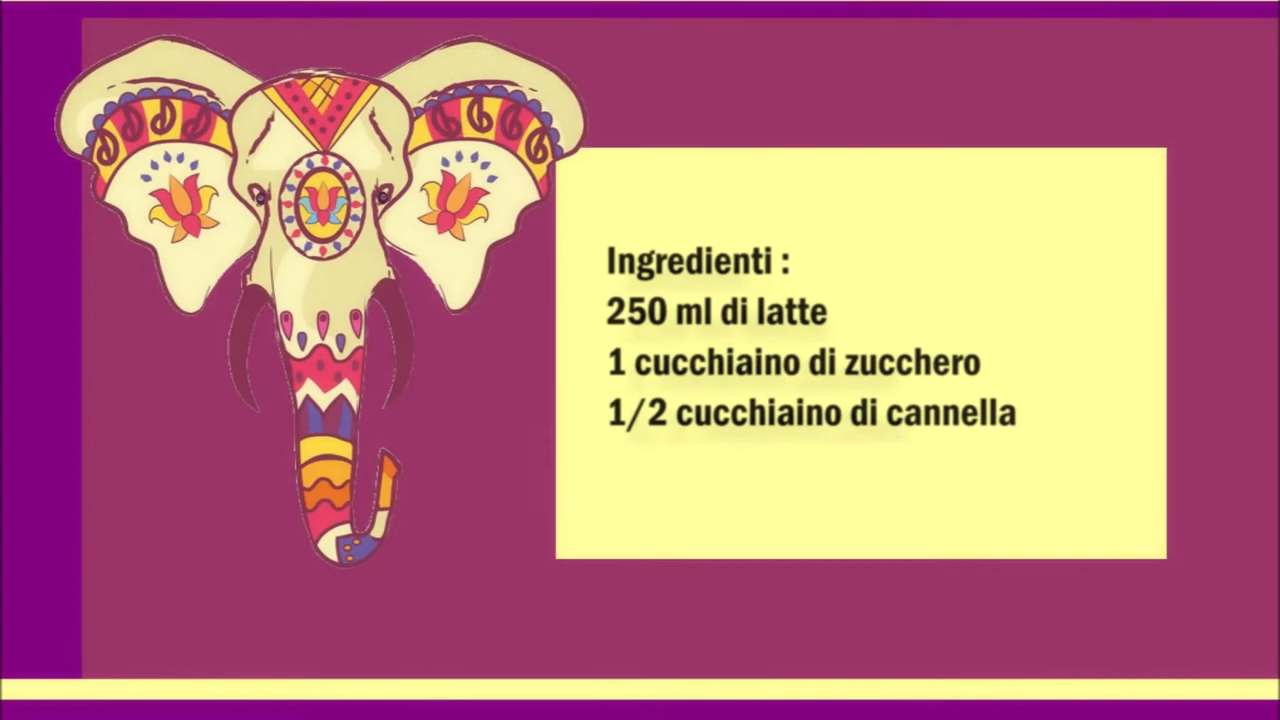 Ingredienti :
250 ml di latte
1 cucchiaino di zucchero
1/2 cucchiaino di cannella